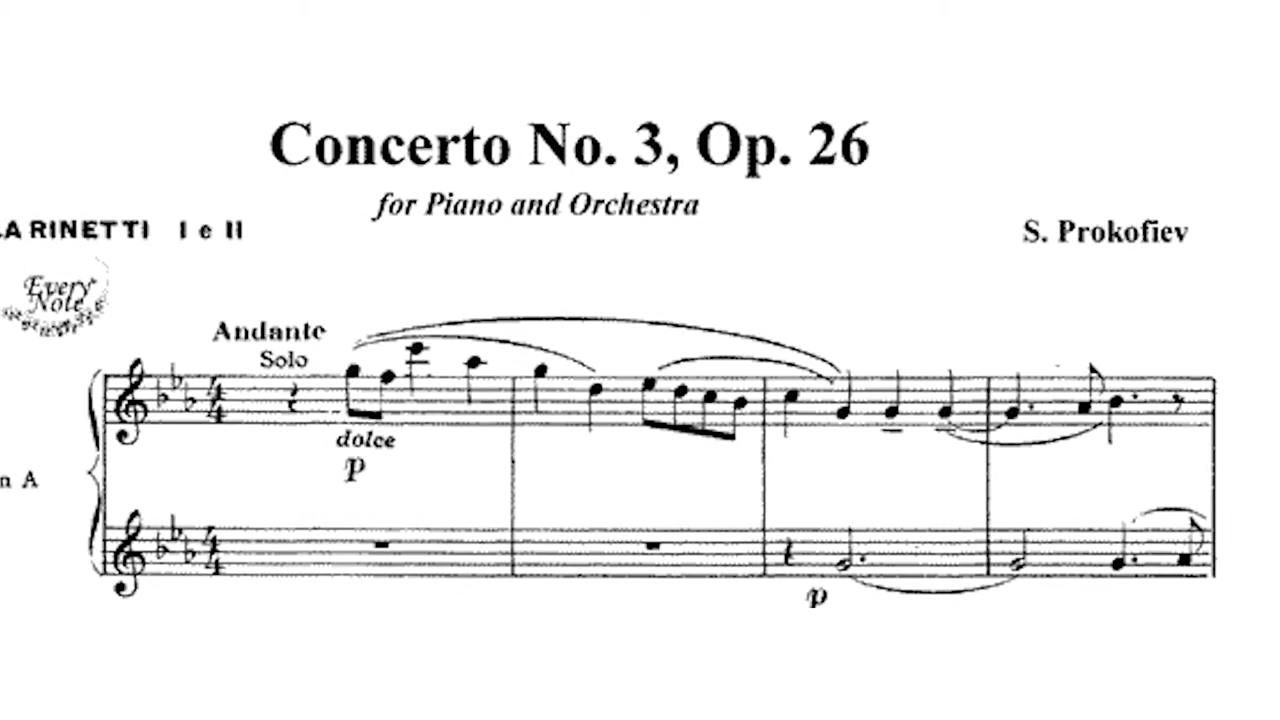 Concerto No. 3, Op. 26
for Piano and Orchestra
LARINETTI I e II
S. Prokofiev
Every
Note
Andante
Solo
dolce
p
n A
p